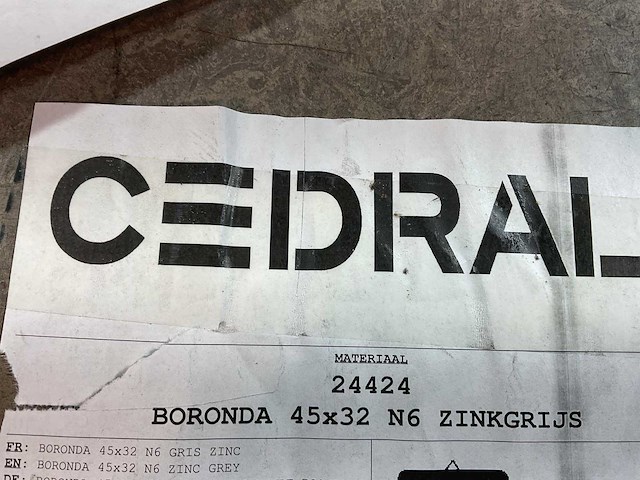 CEDRAL
MATERIAAL
24424
BORONDA 45x32 N6 ZINKGRIJS
FR: BORONDA 45x32 N6 GRIS ZINC
EN: BORONDA 45x32 N6 ZINC GREY
DE: